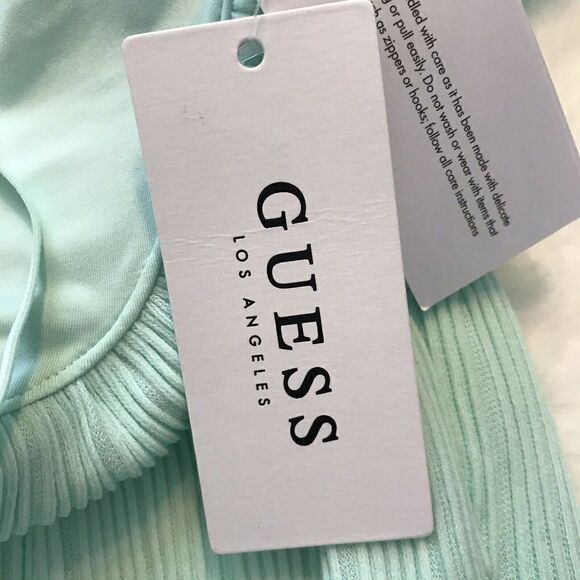 GUESS
LOS ANGELES
handled with care as it has been made with delicate
or pull easily. Do not wash or wear with items that
as zippers or hooks; follow all care instructions